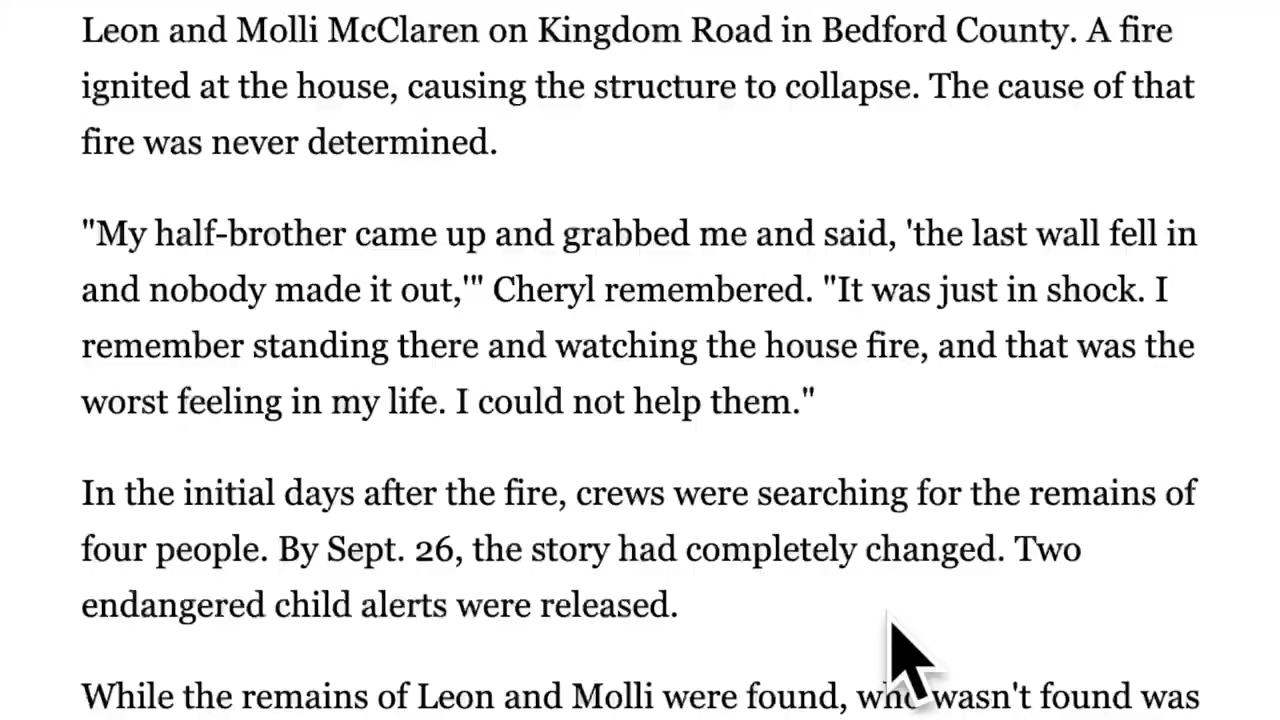 Leon and Molli McClaren on Kingdom Road in Bedford County. A fire
ignited at the house, causing the structure to collapse. The cause of that
fire was never determined.
"My half-brother came up and grabbed me and said, 'the last wall fell in
and nobody made it out,'" Cheryl remembered. "It was just in shock. I
remember standing there and watching the house fire, and that was the
worst feeling in my life. I could not help them."
In the initial days after the fire, crews were searching for the remains of
four people. By Sept. 26, the story had completely changed. Two
endangered child alerts were released.
While the remains of Leon and Molli were found, who wasn't found was